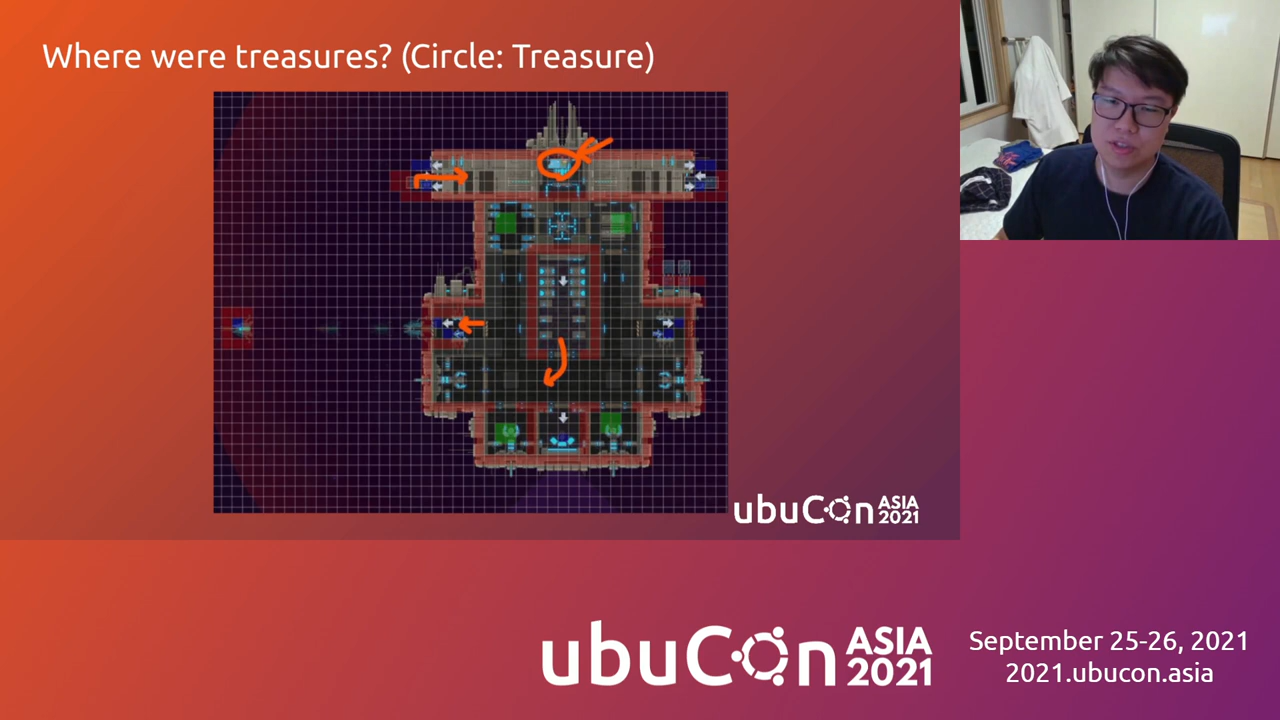 Where were treasures? (Circle: Treasure)
ubuCon ASIA 2021
ubuCon ASIA 2021
September 25-26, 2021
2021.ubucon.asia